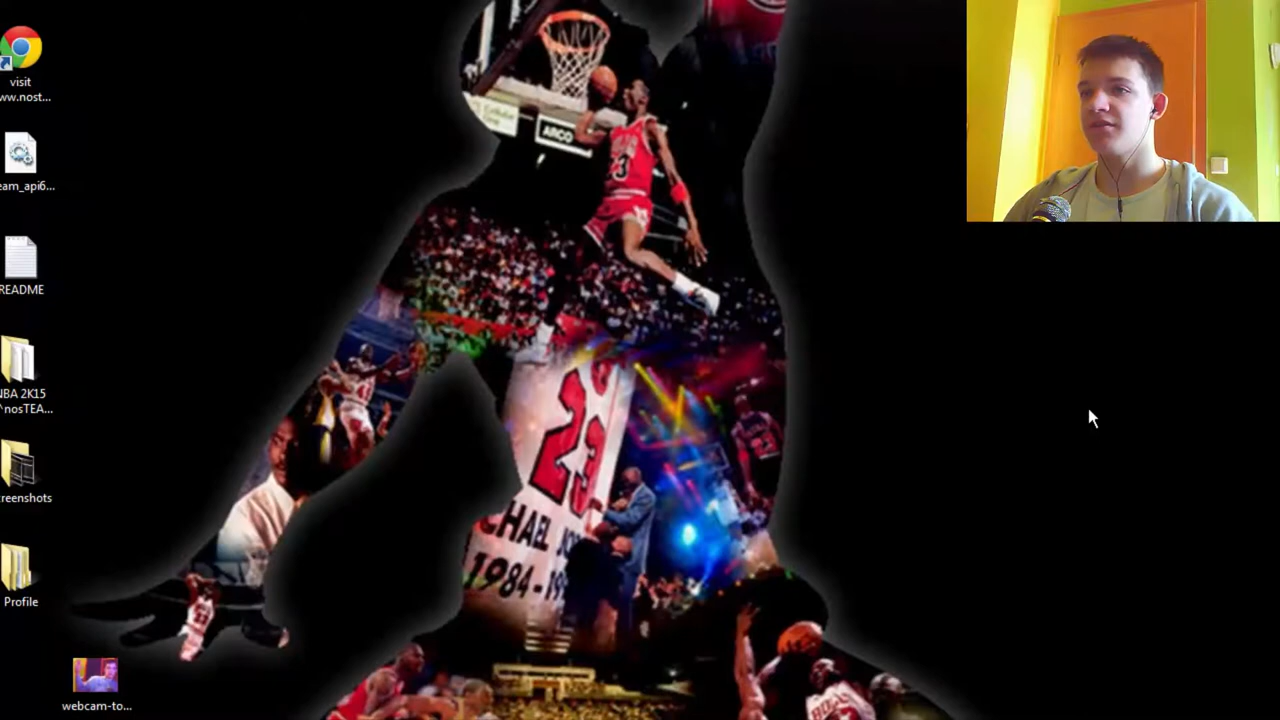 visit
ww.nost...
eam_api6...
README
NBA 2K15
^nosTEA...
reenshots
Profile
webcam-to...
ARCO
23
23
CHAEL JO
1984-19